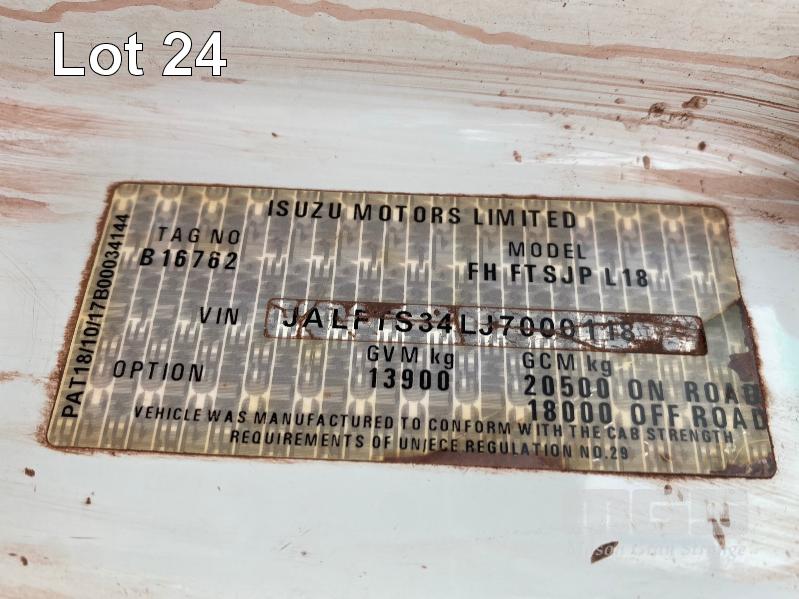 Lot 24
ISUZU MOTORS LIMITED
TAG NO
B16762
MODEL
FH FTSJP L18
VIN
OPTION
GVM kg
13900
GCM kg
20500 ON ROAD
18000 OFF ROAD
VEHICLE WAS MANUFACTURED TO CONFORM WITH THE CAB STRENGTH
REQUIREMENTS OF UN/ECE REGULATION NO.29
PAT18/10/17B00034144